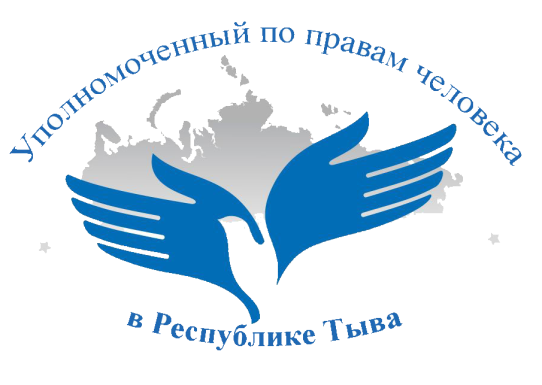 Уполномоченный по правам человека
в Республике Тыва